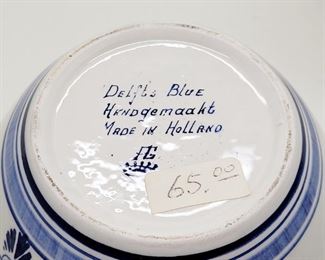 Delfts Blue
Handgemaakt
Made in Holland
65.00